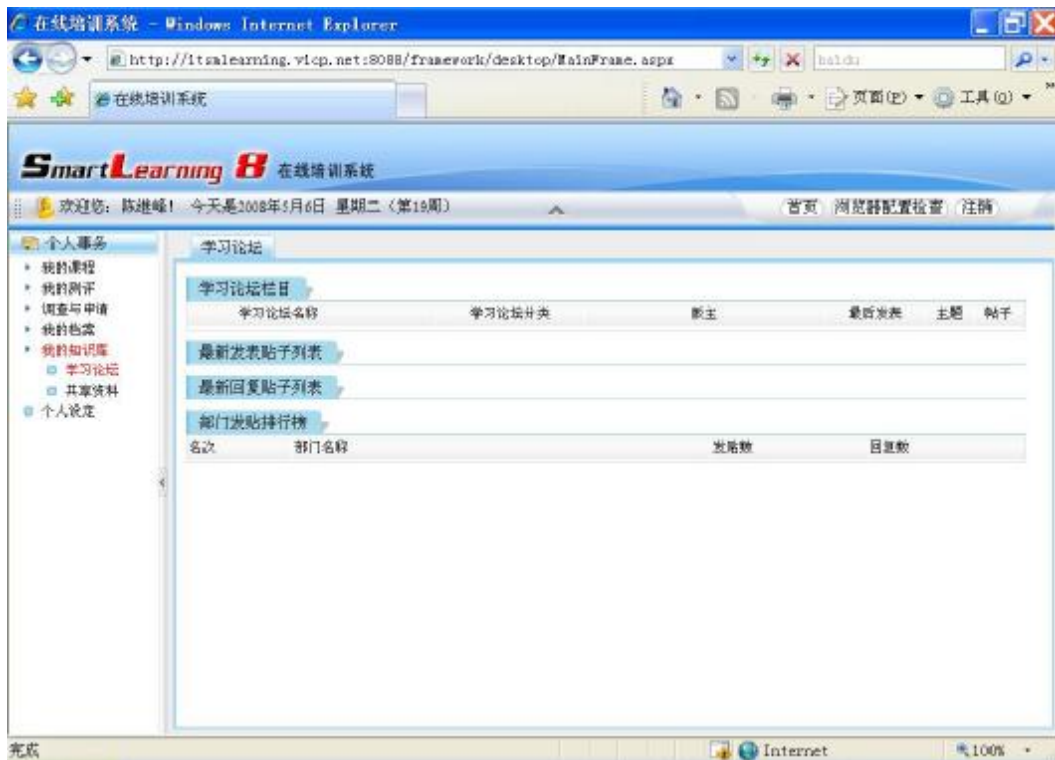 在线培训系统 - Windows Internet Explorer
http://itsmlearning.vicp.net:8088/framework/desktop/MainFrame.aspx baidu
在线培训系统 页面(P) 工具(O)
SmartLearning 8 在线培训系统
欢迎您：陈继峰！ 今天是2008年5月6日 星期二（第19周） 首页 浏览器配置检查 注销
个人事务 学习论坛
我的课程
我的测评
调查与申请
我的档案
我的知识库
学习论坛
共享资料
个人设定
学习论坛栏目
学习论坛名称 学习论坛分类 版主 最后发表 主题 帖子
最新发表贴子列表
最新回复贴子列表
部门发贴排行榜
名次 部门名称 发贴数 回复数
完成 Internet 100%